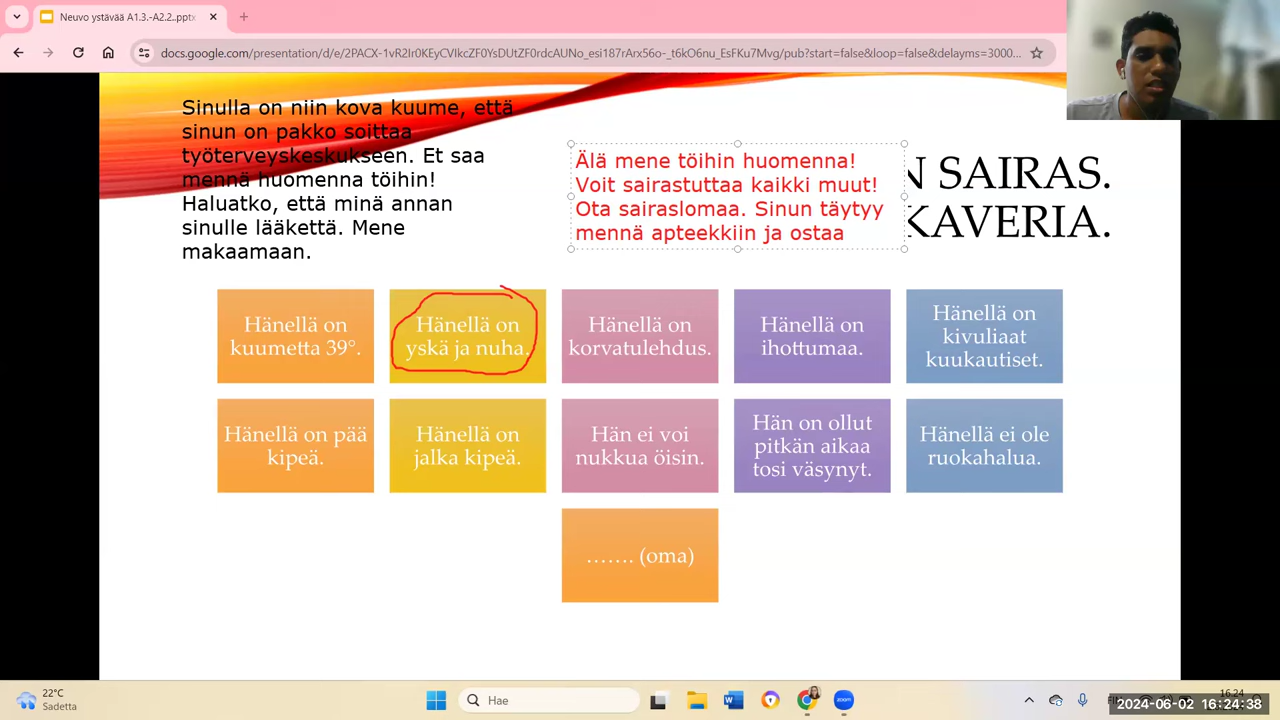 Neuvo ystävää A1.3.-A2.2..pptx
docs.google.com/presentation/d/e/2PACX-1vR2Ir0KEyCVIkcZF0YsDUtZF0rdcAUNo_esi187rArx56o-_t6kO6nu_EsFKu7Mvg/pub?start=false&loop=false&delayms=3000...
Sinulla on niin kova kuume, että
sinun on pakko soittaa
työterveyskeskukseen. Et saa
mennä huomenna töihin!
Haluatko, että minä annan
sinulle lääkettä. Mene
makaamaan.
Älä mene töihin huomenna!
Voit sairastuttaa kaikki muut!
Ota sairaslomaa. Sinun täytyy
mennä apteekkiin ja ostaa
N SAIRAS.
KAVERIA.
Hänellä on
kuumetta 39°.
Hänellä on
yskä ja nuha.
Hänellä on
korvatulehdus.
Hänellä on
ihottumaa.
Hänellä on
kivuliaat
kuukautiset.
Hänellä on pää
kipeä.
Hänellä on
jalka kipeä.
Hän ei voi
nukkua öisin.
Hän on ollut
pitkän aikaa
tosi väsynyt.
Hänellä ei ole
ruokahalua.
……. (oma)
22°C
Sadetta
Hae
zoom
16.24
2024-06-02 16:24:38